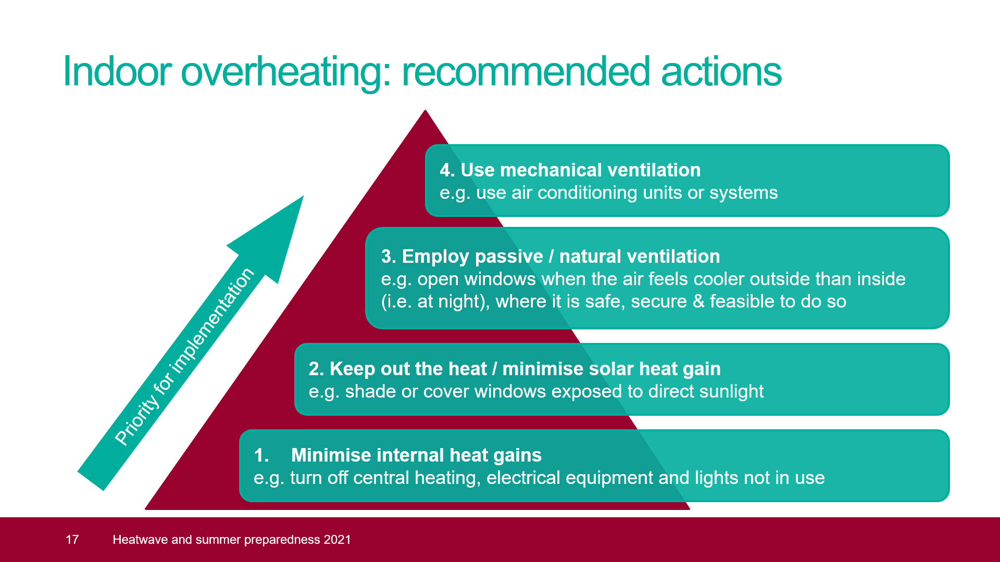 Indoor overheating: recommended actions
4. Use mechanical ventilation
e.g. use air conditioning units or systems
3. Employ passive / natural ventilation
e.g. open windows when the air feels cooler outside than inside
(i.e. at night), where it is safe, secure & feasible to do so
Priority for implementation
2. Keep out the heat / minimise solar heat gain
e.g. shade or cover windows exposed to direct sunlight
1. Minimise internal heat gains
e.g. turn off central heating, electrical equipment and lights not in use
17 Heatwave and summer preparedness 2021